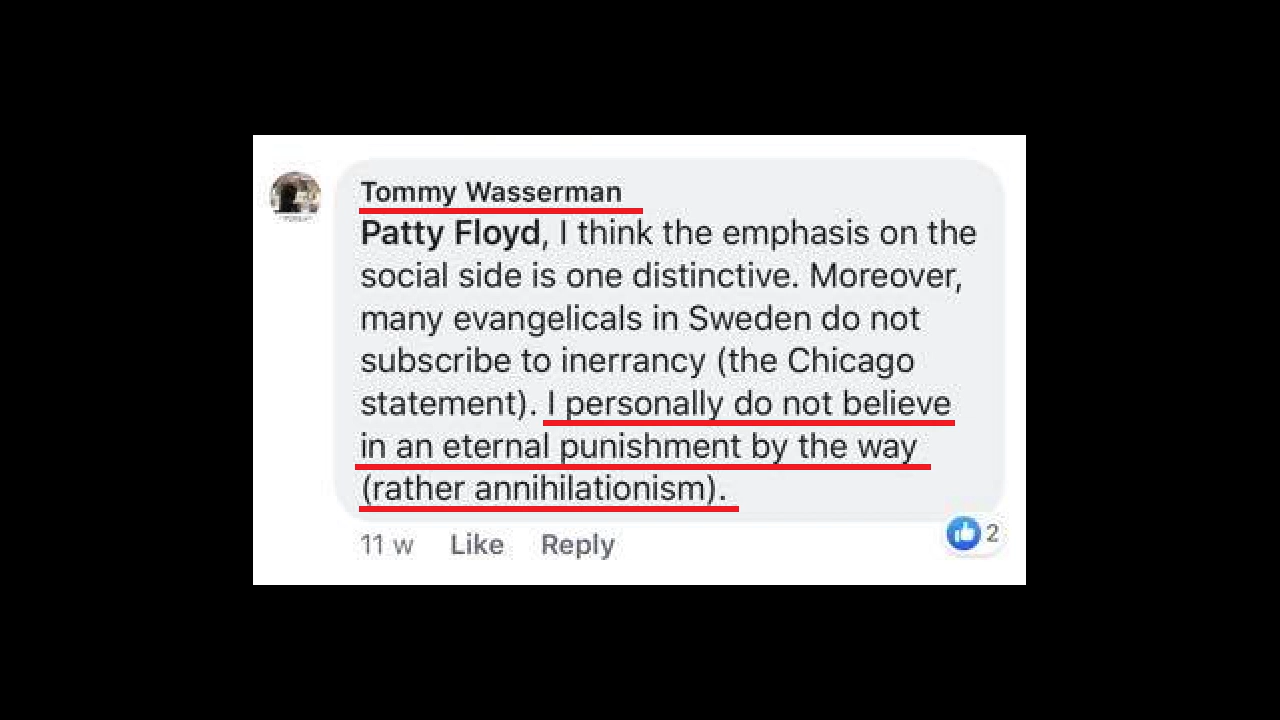 Tommy Wasserman
Patty Floyd, I think the emphasis on the
social side is one distinctive. Moreover,
many evangelicals in Sweden do not
subscribe to inerrancy (the Chicago
statement). I personally do not believe
in an eternal punishment by the way
(rather annihilationism).
11 w Like Reply 2